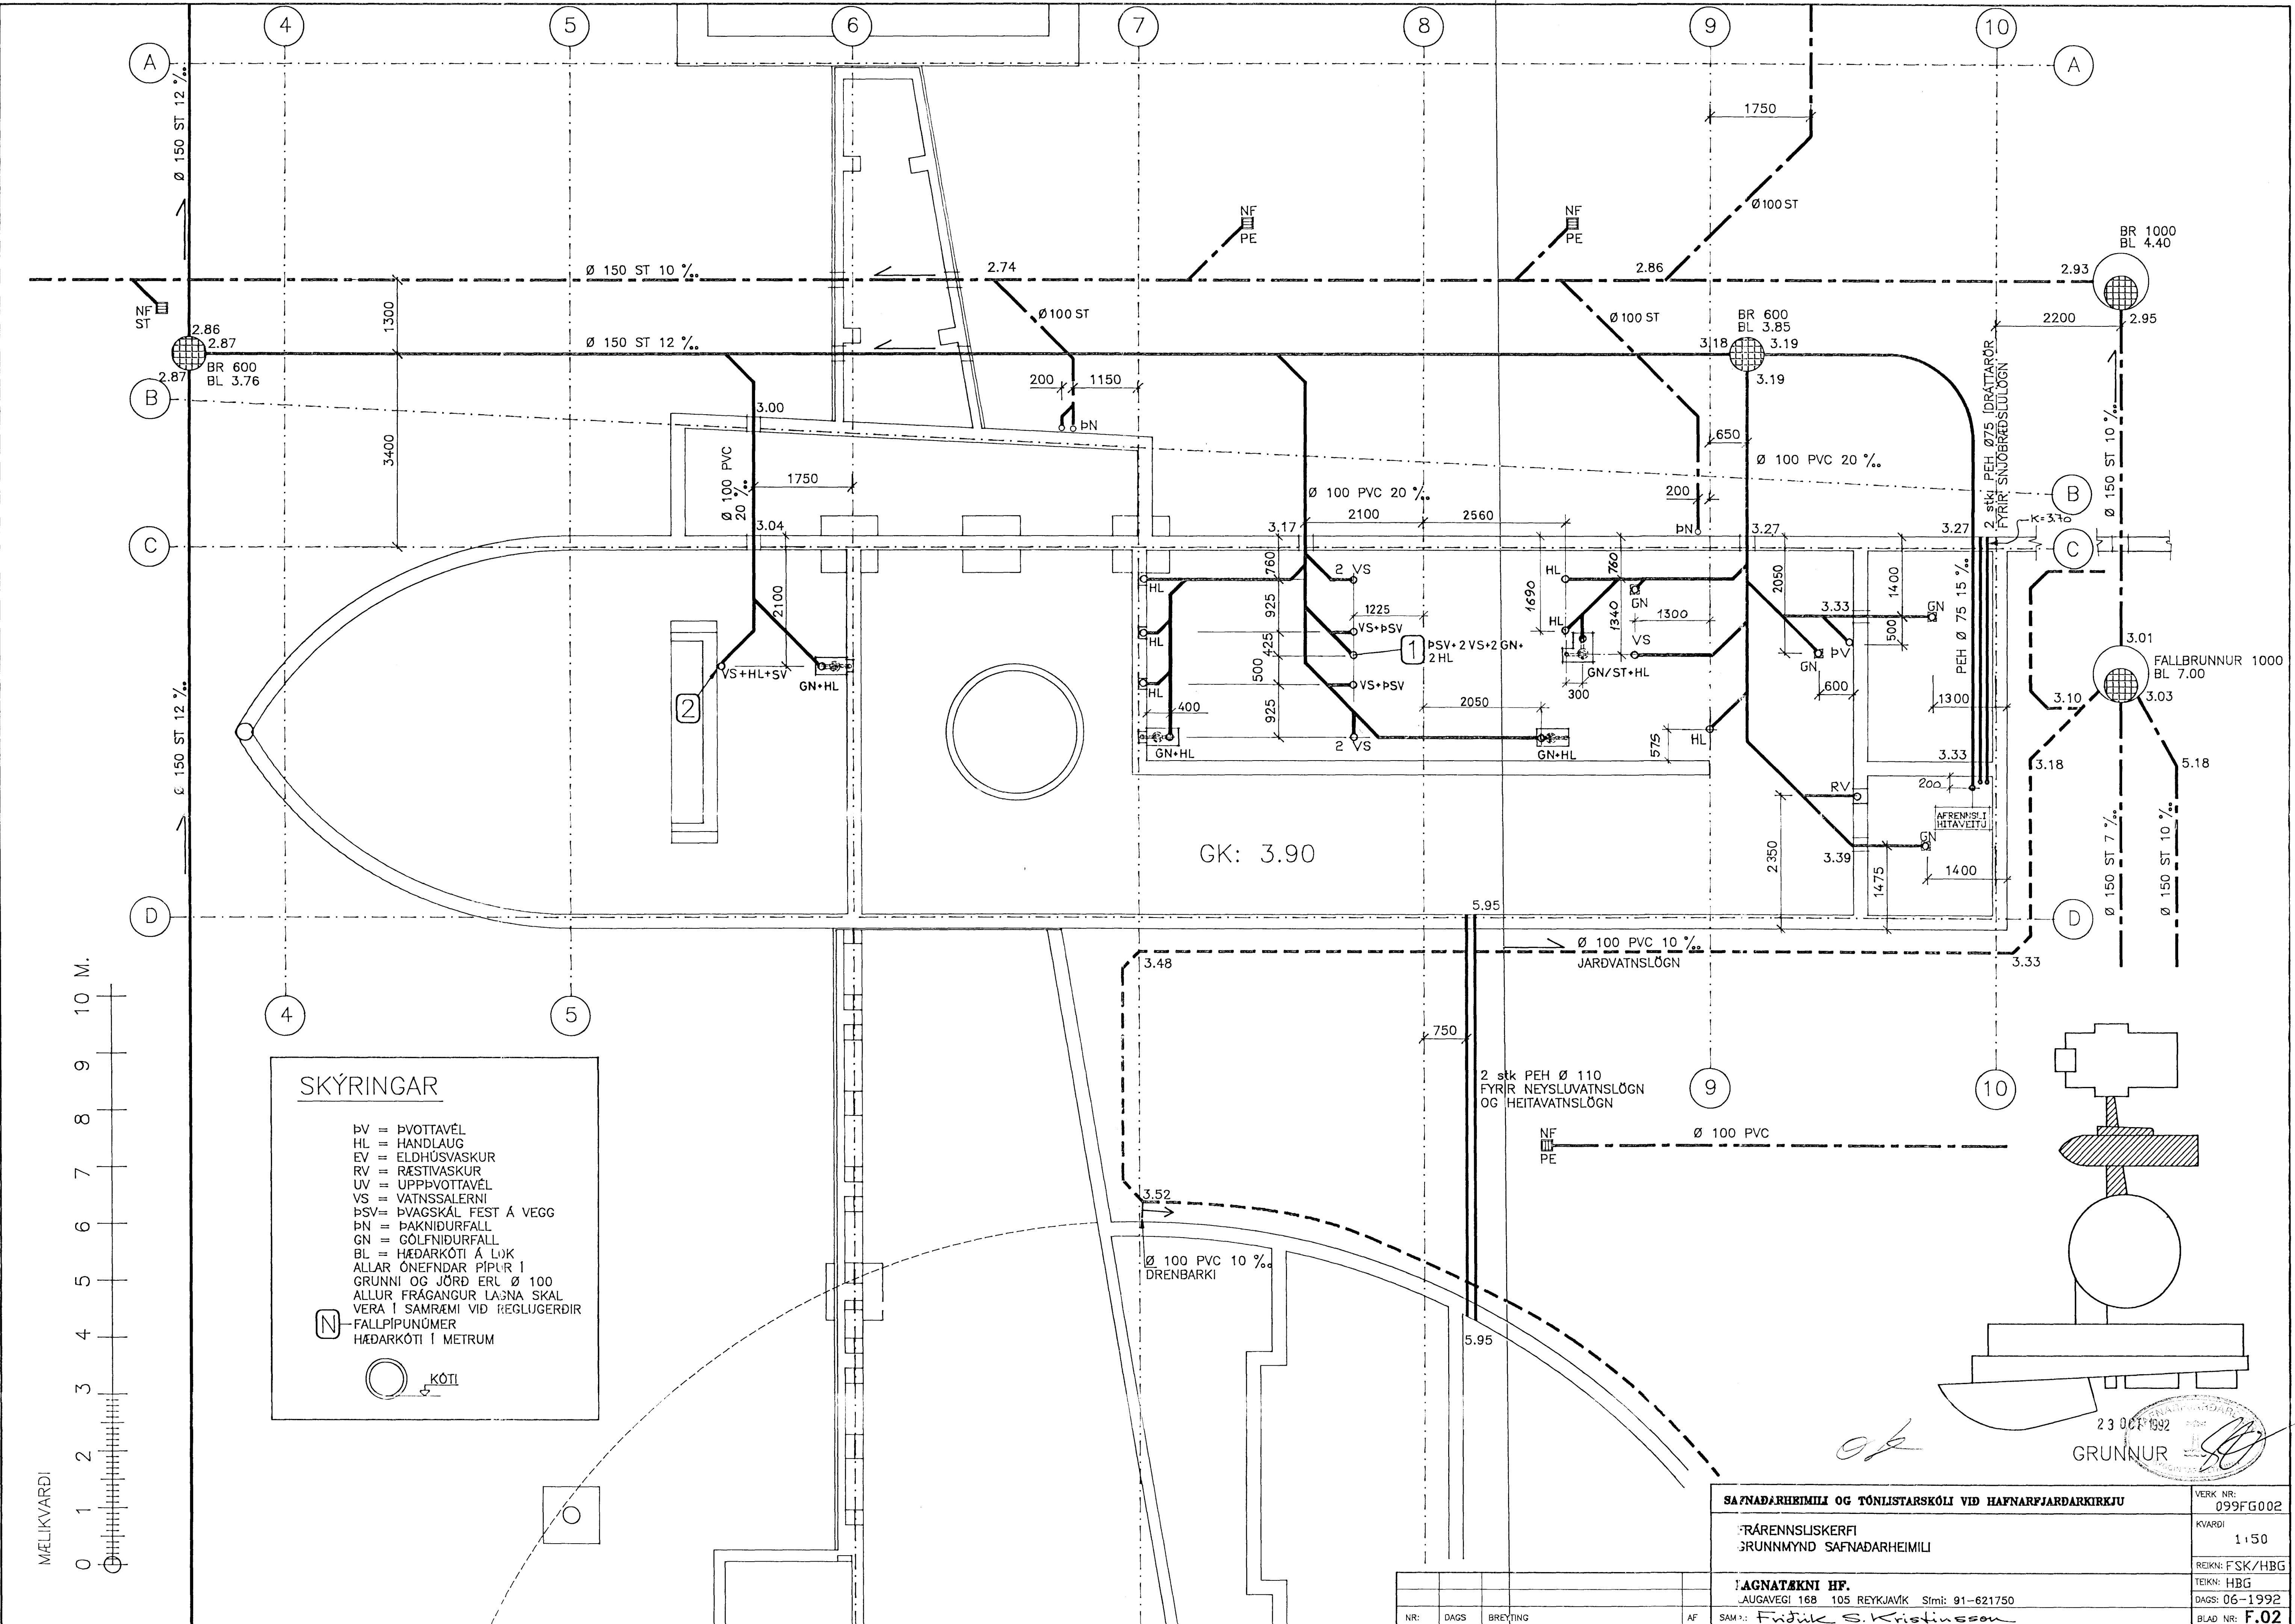 4
5
6
7
8
9
10
A
A
Ø 150 ST 12 ‰
1750
Ø100 ST
NF
PE
NF
PE
BR 1000
BL 4.40
Ø 150 ST 10 ‰
2.74
2.86
2.93
NF
ST
1300
Ø100 ST
Ø100 ST
BR 600
BL 3.85
2200
2.95
2.86
2.87
Ø 150 ST 12 ‰
3.18
3.19
2.87
BR 600
BL 3.76
3.19
B
200
1150
3.00
ÞN
3400
650
Ø 100 PVC
20 ‰
1750
Ø 100 PVC 20 ‰
Ø 100 PVC 20 ‰
2 stk PEH Ø75 ÍDRÁTTARÖR
FYRIR SNJÓBRÆÐSLULÖGN
Ø 150 ST 10 ‰
200
B
2100
2560
3.04
3.17
ÞN
3.27
3.27
K=3.70
C
C
760
2 VS
HL
HL
1690
760
2050
1400
PEH Ø 75 15 ‰
2100
925
1225
GN
1340
1300
3.33
GN
HL
VS+ÞSV
HL
VS
500
425
1
ÞSV+2 VS+2 GN+
2 HL
3.01
VS+HL+SV
GN+HL
500
GN/ST+HL
GN
ÞV
FALLBRUNNUR 1000
BL 7.00
2
HL
VS+ÞSV
300
600
3.10
3.03
400
925
2050
1300
GN+HL
2 VS
GN+HL
HL
575
3.33
3.18
5.18
Ø 150 ST 12 ‰
RV
200
AFRENNSLI
HITAVEITU
GK: 3.90
2350
GN
3.39
1475
1400
Ø 150 ST 7 ‰
Ø 150 ST 10 ‰
D
5.95
D
Ø 100 PVC 10 ‰
JARÐVATNSLÖGN
3.48
3.33
4
5
750
2 stk PEH Ø 110
FYRIR NEYSLUVATNSLÖGN
OG HEITAVATNSLÖGN
9
10
NF
PE
Ø 100 PVC
3.52
Ø 100 PVC 10 ‰
DRENBARKI
5.95
10 M.
9
8
7
6
5
4
3
2
1
0
MÆLIKVARÐI
SKÝRINGAR
ÞV = ÞVOTTAVÉL
HL = HANDLAUG
EV = ELDHÚSVASKUR
RV = RÆSTIVASKUR
UV = UPPÞVOTTAVÉL
VS = VATNSSALERNI
ÞSV= ÞVAGSKÁL FEST Á VEGG
ÞN = ÞAKNIÐURFALL
GN = GÓLFNIÐURFALL
BL = HÆÐARKÓTI Á LOK
ALLAR ÓNEFNDAR PÍPUR Í
GRUNNI OG JÖRÐ ERU Ø 100
ALLUR FRÁGANGUR LAGNA SKAL
VERA Í SAMRÆMI VIÐ REGLUGERÐIR
N FALLPÍPUNÚMER
HÆÐARKÓTI Í METRUM
KÓTI
23 OCT 1992
ok
GRUNNUR
SAFNAÐARHEIMILI OG TÓNLISTARSKÓLI VIÐ HAFNARFJARÐARKIRKJU
VERK NR:
099FG002
FRÁRENNSLISKERFI
GRUNNMYND SAFNAÐARHEIMILI
KVARÐI
1:50
REIKN: FSK/HBG
LAGNATÆKNI HF.
LAUGAVEGI 168 105 REYKJAVÍK Sími: 91-621750
TEIKN: HBG
DAGS: 06-1992
NR: DAGS BREYTING AF
SAMÞ.: Friðrik S. Kristinsson
BLAD NR: F.02